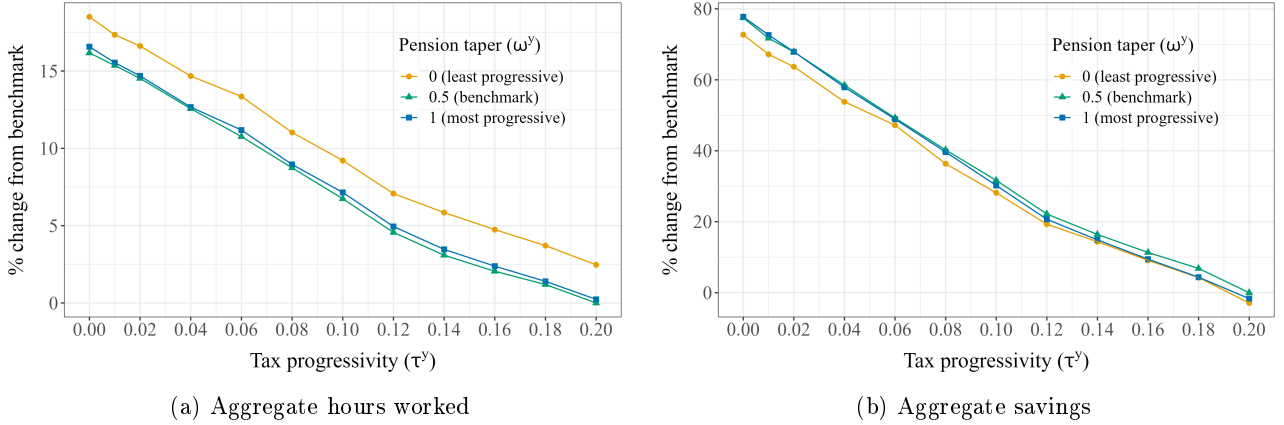 % change from benchmark
15
10
5
0
Pension taper (ωʸ)
0 (least progressive)
0.5 (benchmark)
1 (most progressive)
0.00 0.02 0.04 0.06 0.08 0.10 0.12 0.14 0.16 0.18 0.20
Tax progressivity (τʸ)
(a) Aggregate hours worked
% change from benchmark
80
60
40
20
0
Pension taper (ωʸ)
0 (least progressive)
0.5 (benchmark)
1 (most progressive)
0.00 0.02 0.04 0.06 0.08 0.10 0.12 0.14 0.16 0.18 0.20
Tax progressivity (τʸ)
(b) Aggregate savings